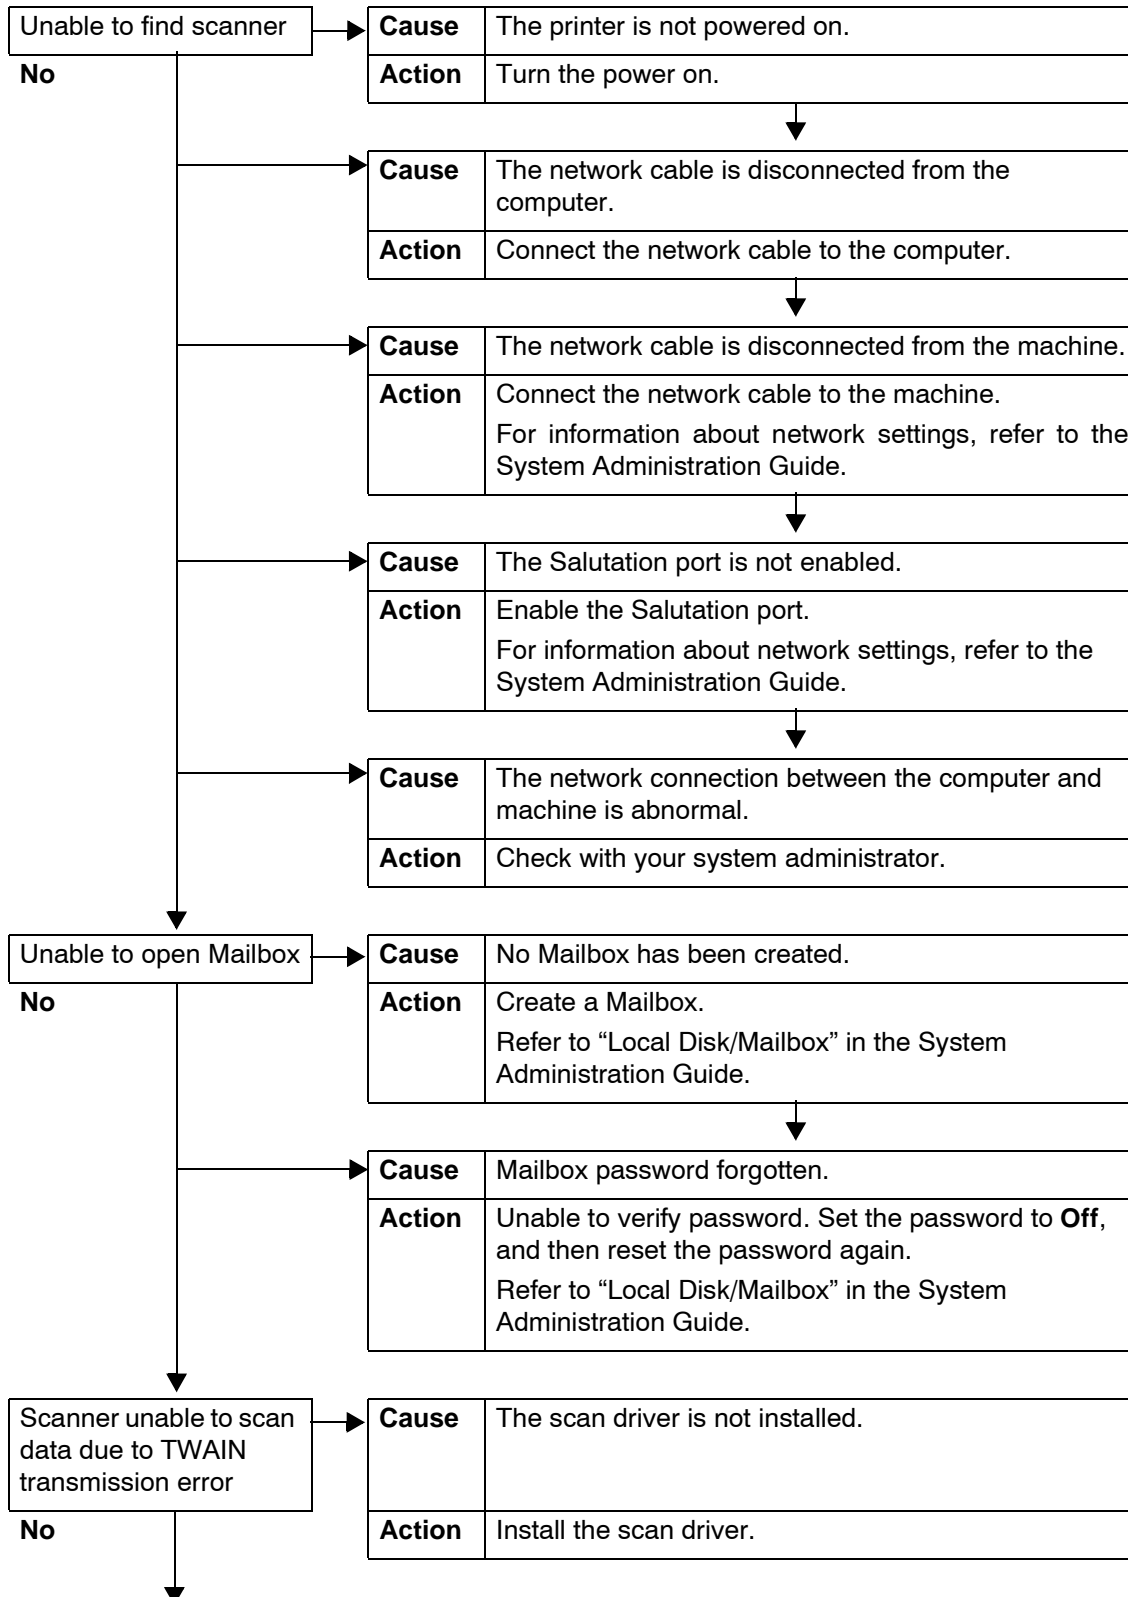 Unable to find scanner
Cause The printer is not powered on.
No
Action Turn the power on.
Cause The network cable is disconnected from the
computer.
Action Connect the network cable to the computer.
Cause The network cable is disconnected from the machine.
Action Connect the network cable to the machine.
For information about network settings, refer to the
System Administration Guide.
Cause The Salutation port is not enabled.
Action Enable the Salutation port.
For information about network settings, refer to the
System Administration Guide.
Cause The network connection between the computer and
machine is abnormal.
Action Check with your system administrator.
Unable to open Mailbox
Cause No Mailbox has been created.
No
Action Create a Mailbox.
Refer to “Local Disk/Mailbox” in the System
Administration Guide.
Cause Mailbox password forgotten.
Action Unable to verify password. Set the password to Off,
and then reset the password again.
Refer to “Local Disk/Mailbox” in the System
Administration Guide.
Scanner unable to scan
data due to TWAIN
transmission error
Cause The scan driver is not installed.
No
Action Install the scan driver.